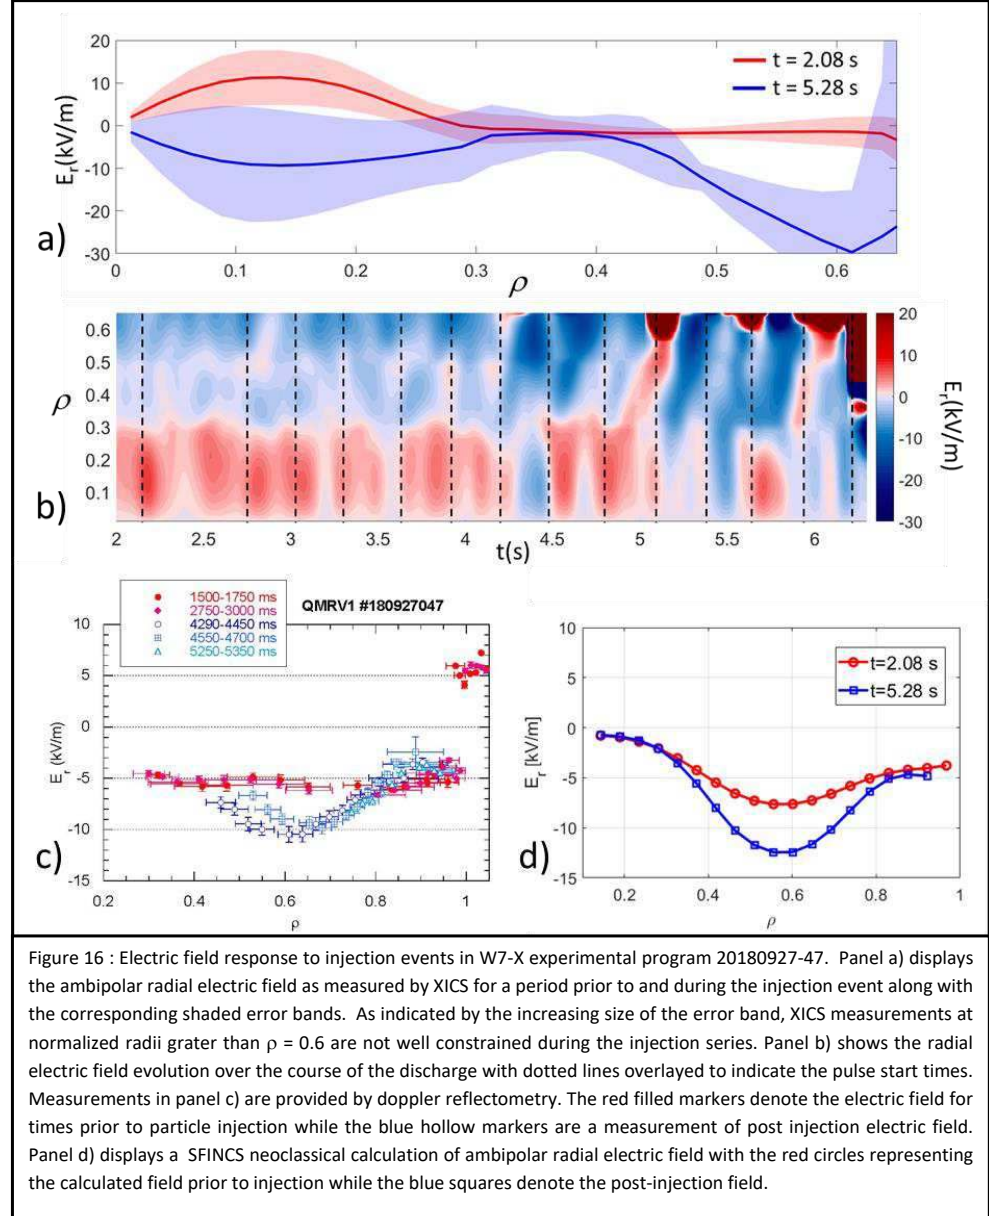 20
10
0
-10
-20
-30
E_r(kV/m)
t = 2.08 s
t = 5.28 s
a)
0
0.1
0.2
0.3
0.4
0.5
0.6
ρ
0.6
0.5
0.4
0.3
0.2
0.1
ρ
b)
2
2.5
3
3.5
4
4.5
5
5.5
6
t(s)
20
10
0
-10
-20
-30
E_r(kV/m)
1500-1750 ms
2750-3000 ms
4290-4450 ms
4550-4700 ms
5250-5350 ms
QMRV1 #180927047
10
5
0
-5
-10
-15
E_r (kV/m)
c)
0.2
0.4
0.6
0.8
1
ρ
10
5
0
-5
-10
-15
E_r [kV/m]
t=2.08 s
t=5.28 s
d)
0.2
0.4
0.6
0.8
1
ρ
Figure 16 : Electric field response to injection events in W7-X experimental program 20180927-47. Panel a) displays
the ambipolar radial electric field as measured by XICS for a period prior to and during the injection event along with
the corresponding shaded error bands. As indicated by the increasing size of the error band, XICS measurements at
normalized radii grater than ρ = 0.6 are not well constrained during the injection series. Panel b) shows the radial
electric field evolution over the course of the discharge with dotted lines overlayed to indicate the pulse start times.
Measurements in panel c) are provided by doppler reflectometry. The red filled markers denote the electric field for
times prior to particle injection while the blue hollow markers are a measurement of post injection electric field.
Panel d) displays a SFINCS neoclassical calculation of ambipolar radial electric field with the red circles representing
the calculated field prior to injection while the blue squares denote the post-injection field.